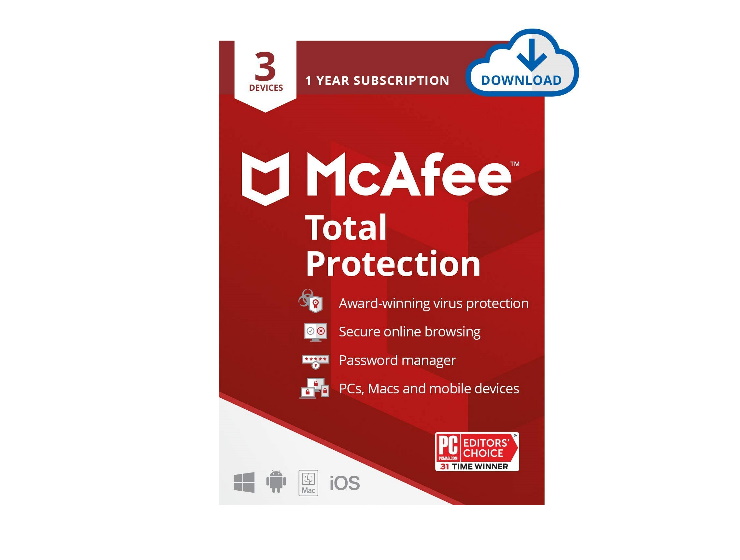 3
DEVICES
1 YEAR SUBSCRIPTION
DOWNLOAD
McAfee™
Total
Protection
Award-winning virus protection
Secure online browsing
Password manager
PCs, Macs and mobile devices
PC
EDITORS'
CHOICE
31 TIME WINNER
Mac
iOS